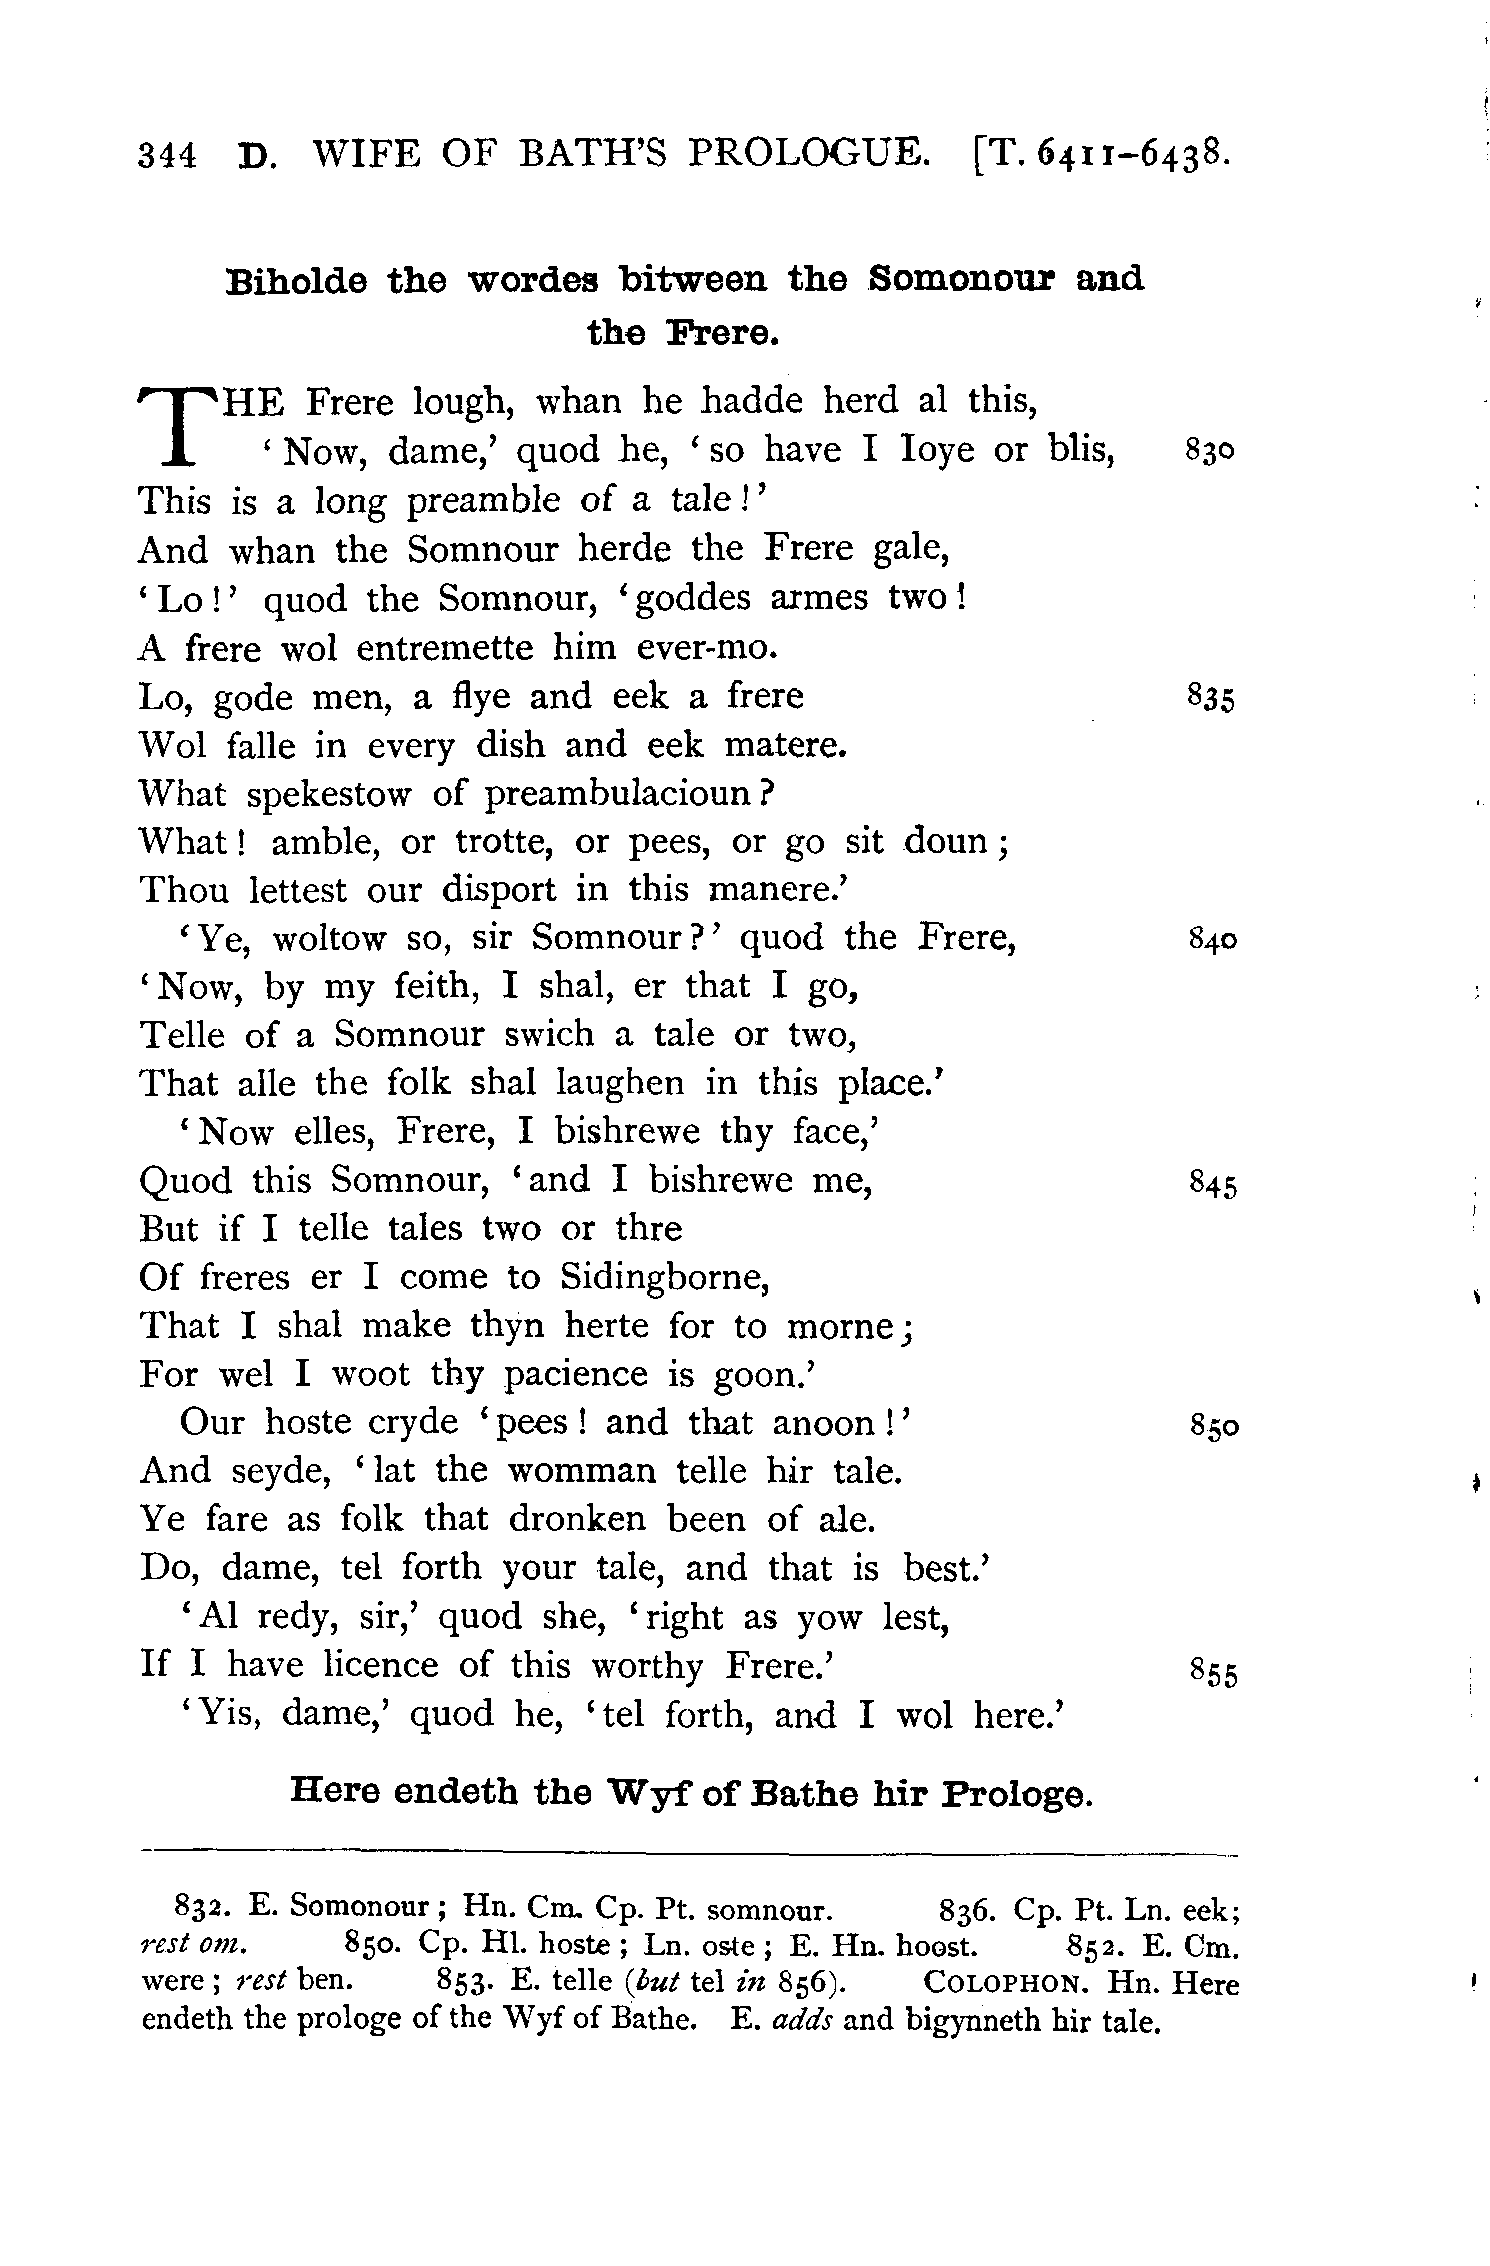 344 D. WIFE OF BATH'S PROLOGUE. [T. 6411-6438.
Biholde the wordes bitween the Somonour and
the Frere.
THE Frere lough, whan he hadde herd al this,
‘Now, dame,’ quod he, ‘so have I Ioye or blis, 830
This is a long preamble of a tale!’
And whan the Somnour herde the Frere gale,
‘Lo!’ quod the Somnour, ‘goddes armes two!
A frere wol entremette him ever-mo.
Lo, gode men, a flye and eek a frere 835
Wol falle in every dish and eek matere.
What spekestow of preambulacioun?
What! amble, or trotte, or pees, or go sit doun;
Thou lettest our disport in this manere.’
‘Ye, woltow so, sir Somnour?’ quod the Frere, 840
‘Now, by my feith, I shal, er that I go,
Telle of a Somnour swich a tale or two,
That alle the folk shal laughen in this place.’
‘Now elles, Frere, I bishrewe thy face,’
Quod this Somnour, ‘and I bishrewe me, 845
But if I telle tales two or thre
Of freres er I come to Sidingborne,
That I shal make thyn herte for to morne;
For wel I woot thy pacience is goon.’
Our hoste cryde ‘pees! and that anoon!’ 850
And seyde, ‘lat the womman telle hir tale.
Ye fare as folk that dronken been of ale.
Do, dame, tel forth your tale, and that is best.’
‘Al redy, sir,’ quod she, ‘right as yow lest,
If I have licence of this worthy Frere.’ 855
‘Yis, dame,’ quod he, ‘tel forth, and I wol here.’
Here endeth the Wyf of Bathe hir Prologe.
832. E. Somonour; Hn. Cm. Cp. Pt. somnour. 836. Cp. Pt. Ln. eek;
rest om. 850. Cp. Hl. hoste; Ln. oste; E. Hn. hoost. 852. E. Cm.
were; rest ben. 853. E. telle (but tel in 856). COLOPHON. Hn. Here
endeth the prologe of the Wyf of Bathe. E. adds and bigynneth hir tale.